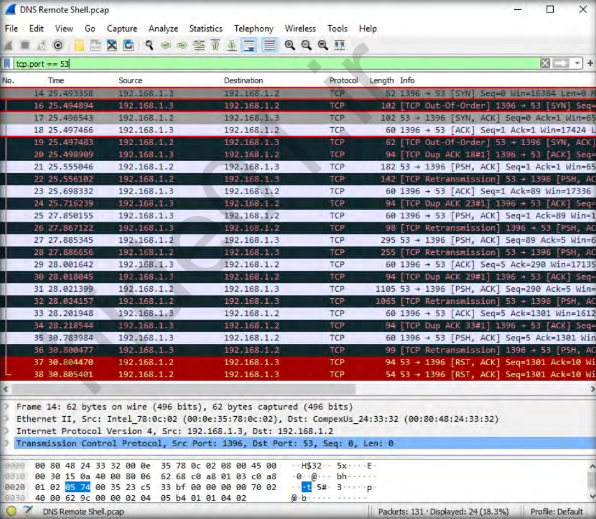 DNS Remote Shell.pcap
File Edit View Go Capture Analyze Statistics Telephony Wireless Tools Help
tcp.port == 53
No. Time Source Destination Protocol Length Info
14 25.493358 192.168.1.3 192.168.1.2 TCP 62 1396 → 53 [SYN] Seq=0 Win=16384 Len=0 M
16 25.494894 192.168.1.3 192.168.1.2 TCP 102 [TCP Out-Of-Order] 1396 → 53 [SYN] Seq=
17 25.496543 192.168.1.2 192.168.1.3 TCP 102 53 → 1396 [SYN, ACK] Seq=0 Ack=1 Win=65
18 25.497466 192.168.1.3 192.168.1.2 TCP 60 1396 → 53 [ACK] Seq=1 Ack=1 Win=17424 L
19 25.497483 192.168.1.2 192.168.1.3 TCP 62 [TCP Out-Of-Order] 53 → 1396 [SYN, ACK]
20 25.498909 192.168.1.3 192.168.1.2 TCP 94 [TCP Dup ACK 18#1] 1396 → 53 [ACK] Seq=
21 25.555046 192.168.1.2 192.168.1.3 TCP 182 53 → 1396 [PSH, ACK] Seq=1 Ack=1 Win=65
22 25.556102 192.168.1.2 192.168.1.3 TCP 142 [TCP Retransmission] 53 → 1396 [PSH, AC
23 25.698332 192.168.1.3 192.168.1.2 TCP 60 1396 → 53 [ACK] Seq=1 Ack=89 Win=17336
24 25.716239 192.168.1.3 192.168.1.2 TCP 94 [TCP Dup ACK 23#1] 1396 → 53 [ACK] Seq=
25 27.850155 192.168.1.3 192.168.1.2 TCP 60 1396 → 53 [PSH, ACK] Seq=1 Ack=89 Win=1
26 27.867122 192.168.1.3 192.168.1.2 TCP 98 [TCP Retransmission] 1396 → 53 [PSH, AC
27 27.885345 192.168.1.2 192.168.1.3 TCP 295 53 → 1396 [PSH, ACK] Seq=89 Ack=5 Win=6
28 27.886650 192.168.1.2 192.168.1.3 TCP 255 [TCP Retransmission] 53 → 1396 [PSH, AC
29 28.001642 192.168.1.3 192.168.1.2 TCP 60 1396 → 53 [ACK] Seq=5 Ack=290 Win=17135
30 28.018045 192.168.1.3 192.168.1.2 TCP 94 [TCP Dup ACK 29#1] 1396 → 53 [ACK] Seq=
31 28.021399 192.168.1.2 192.168.1.3 TCP 1105 53 → 1396 [PSH, ACK] Seq=290 Ack=5 Win=
32 28.024157 192.168.1.2 192.168.1.3 TCP 1065 [TCP Retransmission] 53 → 1396 [PSH, AC
33 28.201948 192.168.1.3 192.168.1.2 TCP 60 1396 → 53 [ACK] Seq=5 Ack=1301 Win=1612
34 28.218544 192.168.1.3 192.168.1.2 TCP 94 [TCP Dup ACK 33#1] 1396 → 53 [ACK] Seq=
35 30.783984 192.168.1.3 192.168.1.2 TCP 60 1396 → 53 [PSH, ACK] Seq=5 Ack=1301 Win
36 30.800477 192.168.1.3 192.168.1.2 TCP 99 [TCP Retransmission] 1396 → 53 [PSH, AC
37 30.804470 192.168.1.2 192.168.1.3 TCP 94 53 → 1396 [RST, ACK] Seq=1301 Ack=10 Wi
38 30.805401 192.168.1.2 192.168.1.3 TCP 54 53 → 1396 [RST, ACK] Seq=1301 Ack=10 Wi
Frame 14: 62 bytes on wire (496 bits), 62 bytes captured (496 bits)
Ethernet II, Src: Intel_78:0c:02 (00:0e:35:78:0c:02), Dst: CompexUs_24:33:32 (00:80:48:24:33:32)
Internet Protocol Version 4, Src: 192.168.1.3, Dst: 192.168.1.2
Transmission Control Protocol, Src Port: 1396, Dst Port: 53, Seq: 0, Len: 0
0000 00 80 48 24 33 32 00 0e 35 78 0c 02 08 00 45 00 ··H$32·· 5x····E·
0010 00 30 15 0a 40 00 80 06 62 68 c0 a8 01 03 c0 a8 ·0··@··· bh······
0020 01 02 05 74 00 35 23 c5 33 bf 00 00 00 00 70 02 ···t·5#· 3·····p·
0030 40 00 62 9c 00 00 02 04 05 b4 01 01 04 02 @·b····· ······
DNS Remote Shell.pcap Packets: 131 · Displayed: 24 (18.3%) Profile: Default